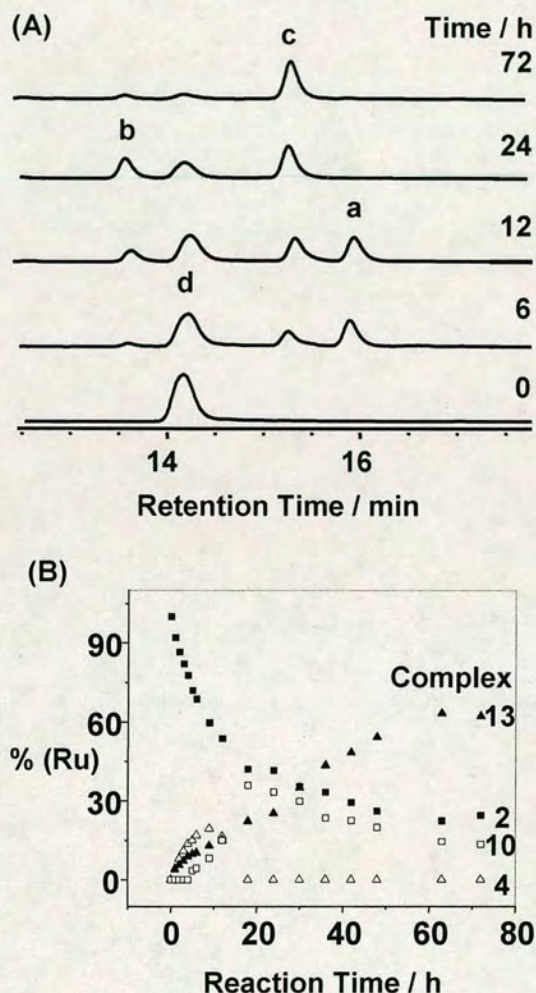 (A)
Time / h
c
72
b
24
a
12
d
6
0
14 16
Retention Time / min
(B)
90
60
30
0
% (Ru)
Complex
13
2
10
4
0 20 40 60 80
Reaction Time / h